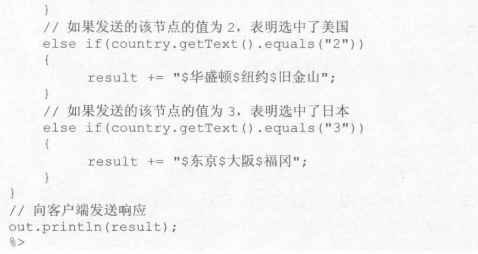 }
// 如果发送的该节点的值为 2，表明选中了美国
else if(country.getText().equals("2"))
{
result += "$华盛顿$纽约$旧金山";
}
// 如果发送的该节点的值为 3，表明选中了日本
else if(country.getText().equals("3"))
{
result += "$东京$大阪$福冈";
}
}
// 向客户端发送响应
out.println(result);
%>